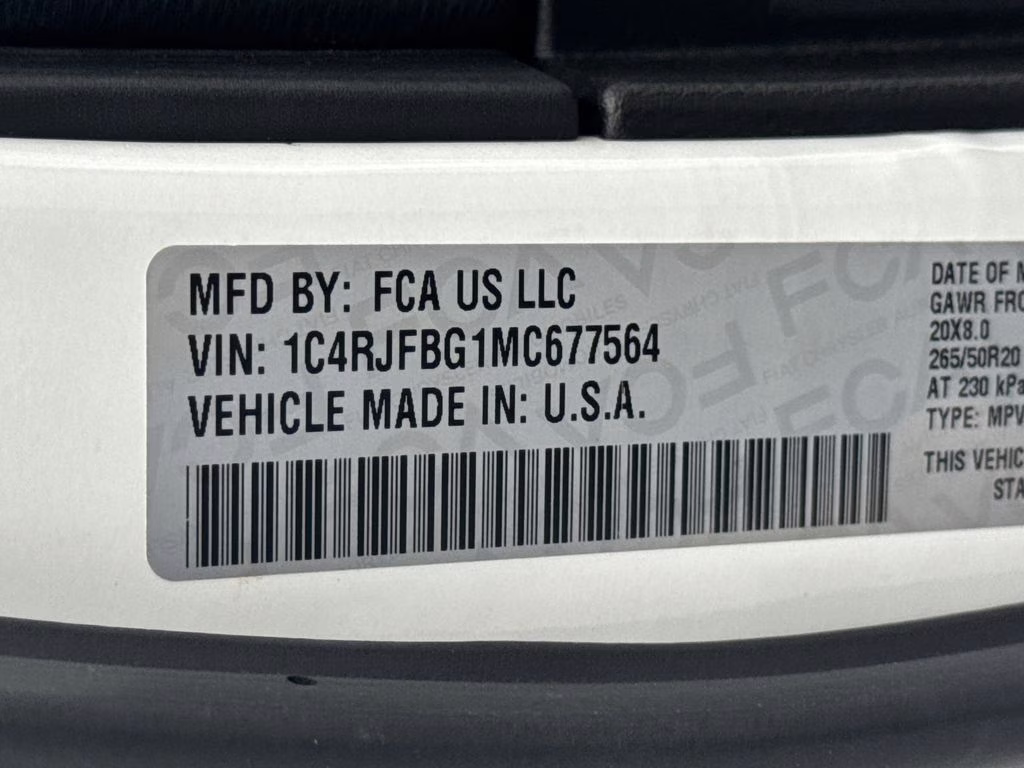 MFD BY: FCA US LLC
VIN: 1C4RJFBG1MC677564
VEHICLE MADE IN: U.S.A.
DATE OF M
GAWR FRO
20X8.0
265/50R20
AT 230 kPa
TYPE: MPV
THIS VEHIC
STA